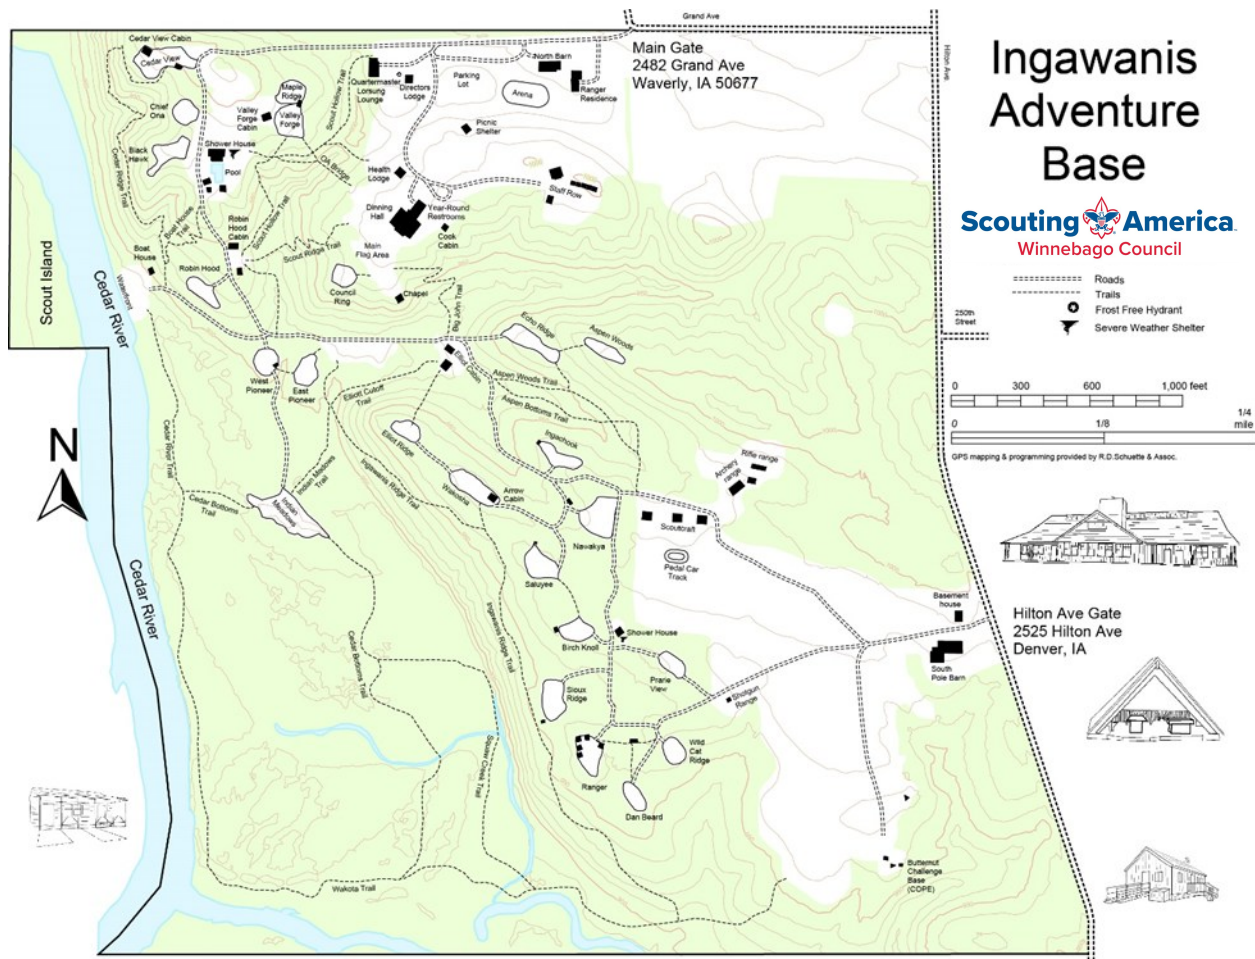 Grand Ave
Hilton Ave.
Main Gate
2482 Grand Ave
Waverly, IA 50677
Ingawanis
Adventure
Base
Scouting America
Winnebago Council
Roads
Trails
Frost Free Hydrant
Severe Weather Shelter
0 300 600 1,000 feet
0 1/8 1/4
mile
GPS mapping & programming provided by R.D.Schuette & Assoc.
250th
Street
Cedar View Cabin
Cedar View
Chief
Ona
Black
Hawk
Cedar Ridge Trail
Maple
Ridge
Valley
Forge
Cabin
Valley
Forge
Scout Hollow Trail
Quartermaster
Lorsung
Lounge
Directors
Lodge
Parking
Lot
North Barn
Arena
Ranger
Residence
Picnic
Shelter
Shower House
Pool
OA Bridge
Health
Lodge
Staff Row
Dinning
Hall
Year-Round
Restrooms
Cook
Cabin
Main
Flag Area
Boat House
Trail
Robin
Hood
Cabin
Scout Hollow Trail
Scout Ridge Trail
Boat
House
Robin Hood
Council
Ring
Chapel
Big John Trail
Waterfront
Scout Island
Cedar River
Echo Ridge
Aspen Woods
West
Pioneer
East
Pioneer
Elliot Cabin
Elliott Cutoff
Trail
Aspen Woods Trail
Aspen Bottoms Trail
Elliot Ridge
Ingachook
Cedar River Trail
Indian Medows
Trail
Ingawanis Ridge Trail
Wakosha
Arrow
Cabin
Archery
range
Rifle range
N
Cedar Bottoms
Trail
Indian
Meadows
Nawakya
Scoutcraft
Pedal Car
Track
Saluyee
Cedar River
Basement
house
Hilton Ave Gate
2525 Hilton Ave
Denver, IA
Ingawanis Ridge Trail
Shower House
Birch Knoll
Cedar Bottoms Trail
South
Pole Barn
Prarie
View
Shotgun
Range
Sioux
Ridge
Squaw Creek Trail
Wild
Cat
Ridge
Ranger
Dan Beard
Butternut
Challenge
Base
(COPE)
Wakota Trail